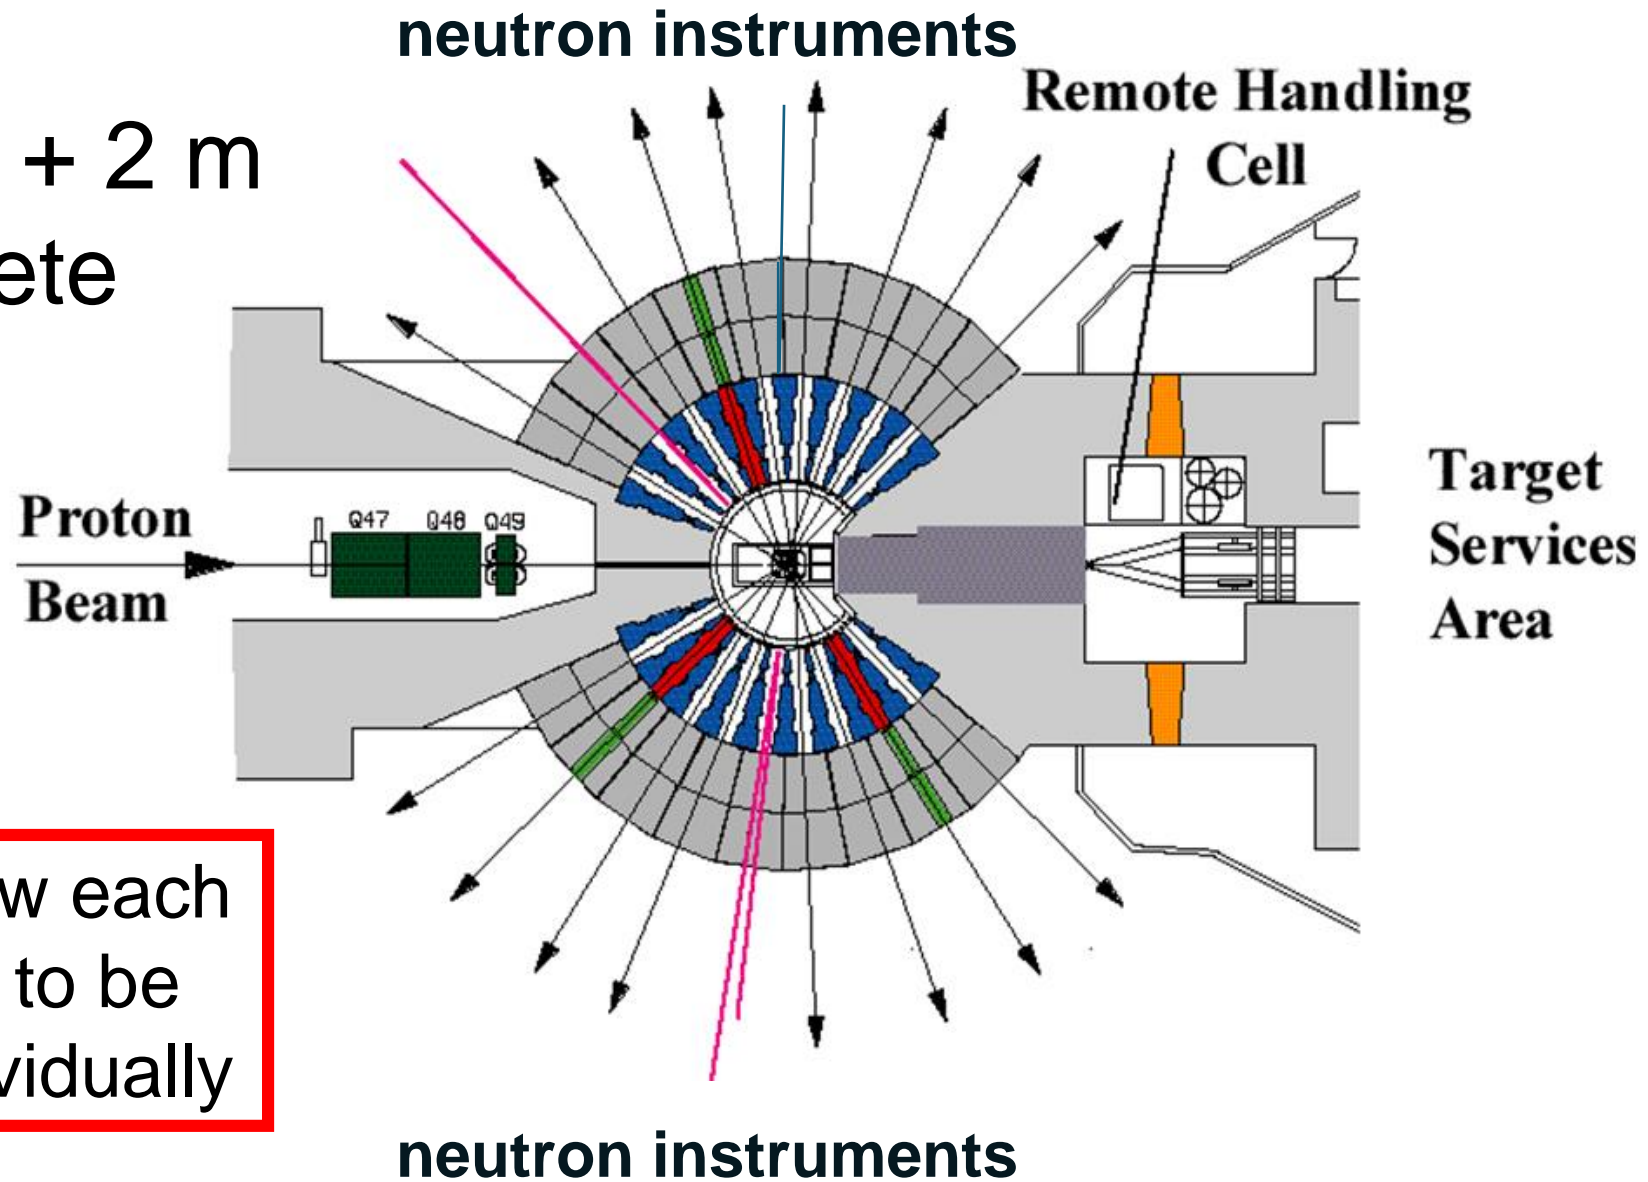 neutron instruments
Remote Handling
Cell
+ 2 m
ete
Proton
Beam
Q47 Q48 Q49
Target
Services
Area
w each
to be
vidually
neutron instruments